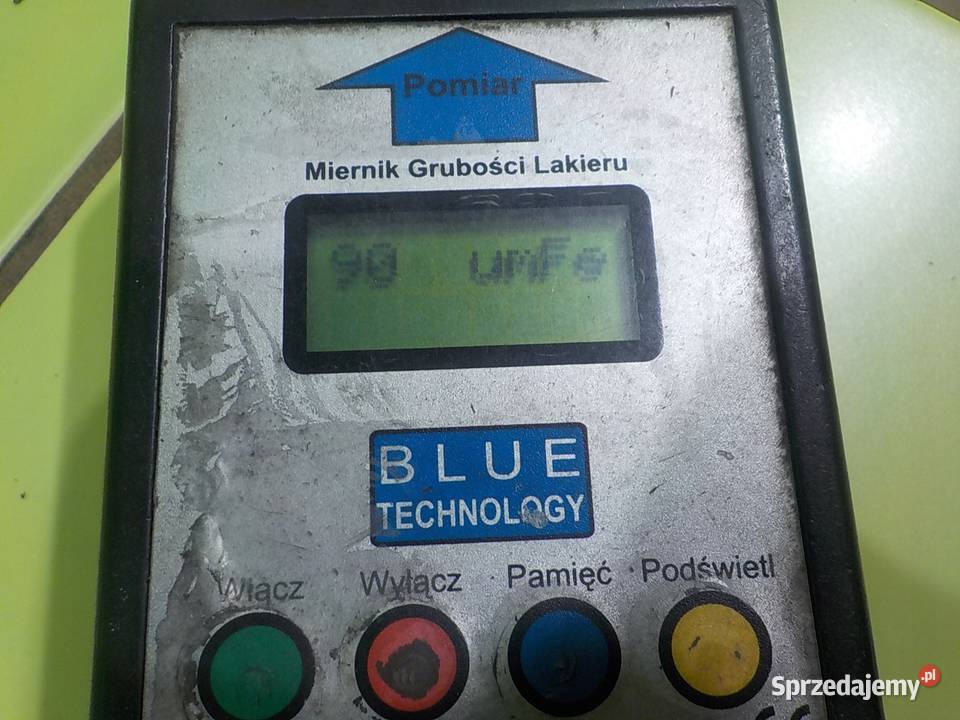 Pomiar
Miernik Grubości Lakieru
90 umFe
BLUE
TECHNOLOGY
Włącz Wyłącz Pamięć Podświetl
Sprzedajemy.pl